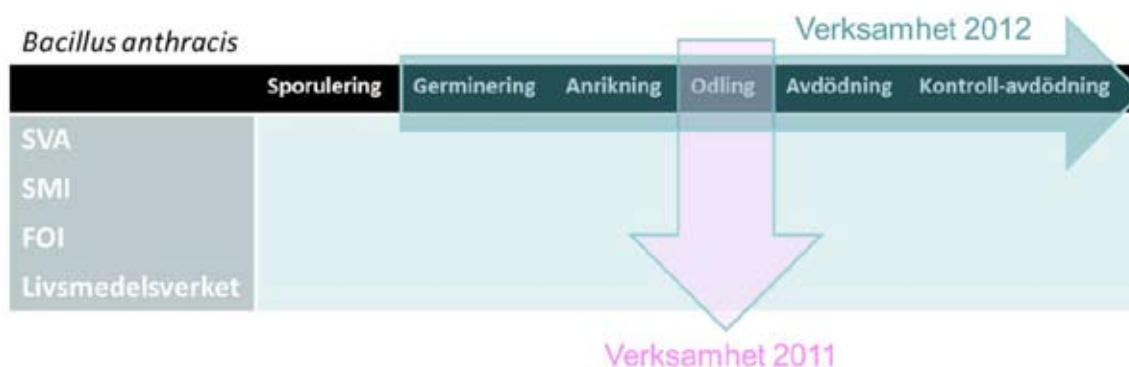 Verksamhet 2012
Bacillus anthracis
Sporulering Germinering Anrikning Odling Avdödning Kontroll-avdödning
SVA
SMI
FOI
Livsmedelsverket
Verksamhet 2011